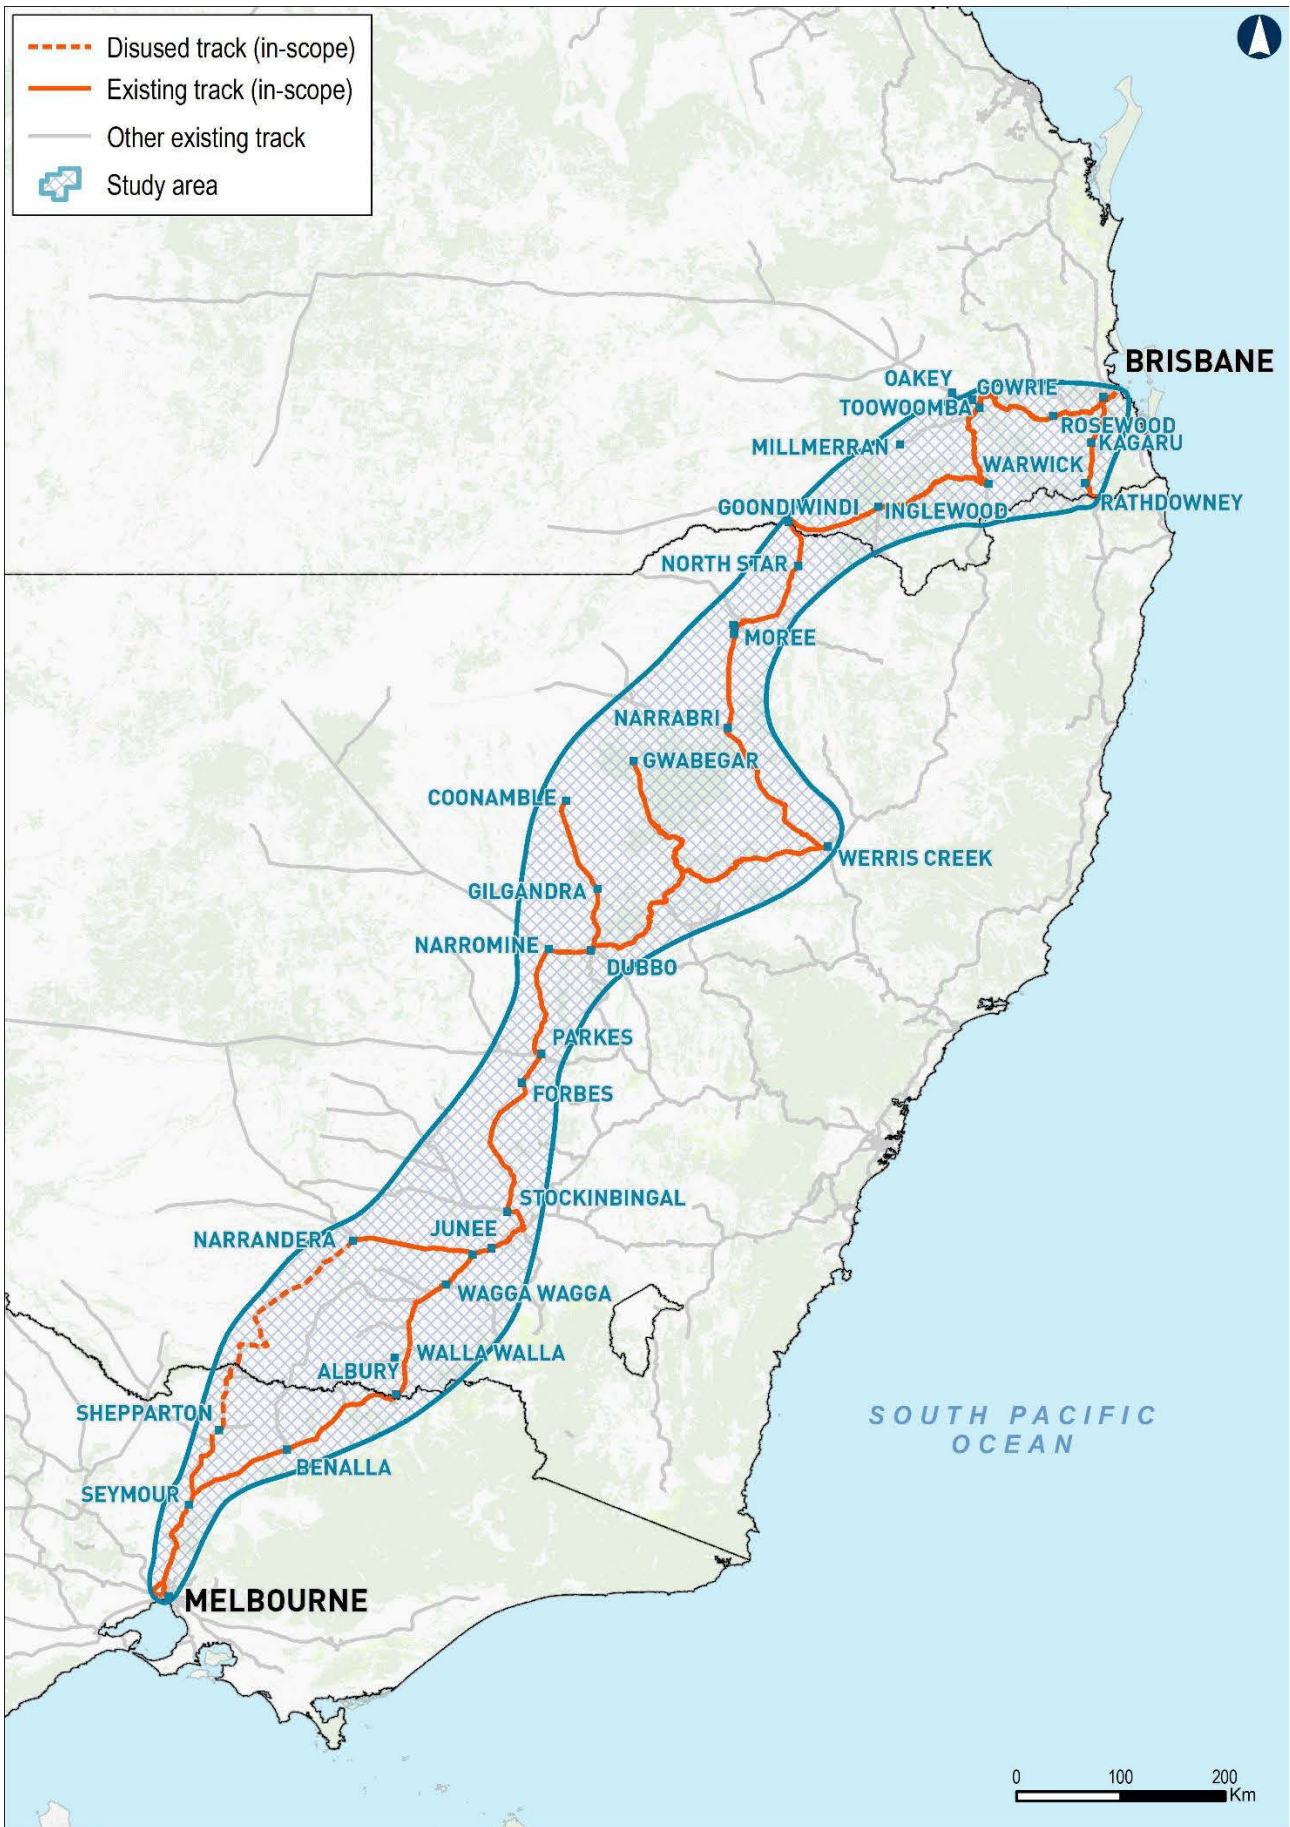 Disused track (in-scope)
Existing track (in-scope)
Other existing track
Study area
BRISBANE
OAKEY
GOWRIE
TOOWOOMBA
ROSEWOOD
MILLMERRAN
KAGARU
WARWICK
GOONDIWINDI
INGLEWOOD
RATHDOWNEY
NORTH STAR
MOREE
NARRABRI
GWABEGAR
COONAMBLE
WERRIS CREEK
GILGANDRA
NARROMINE
DUBBO
PARKES
FORBES
STOCKINBINGAL
JUNEE
NARRANDERA
WAGGA WAGGA
WALLA WALLA
ALBURY
SHEPPARTON
SOUTH PACIFIC
OCEAN
BENALLA
SEYMOUR
MELBOURNE
0 100 200
Km